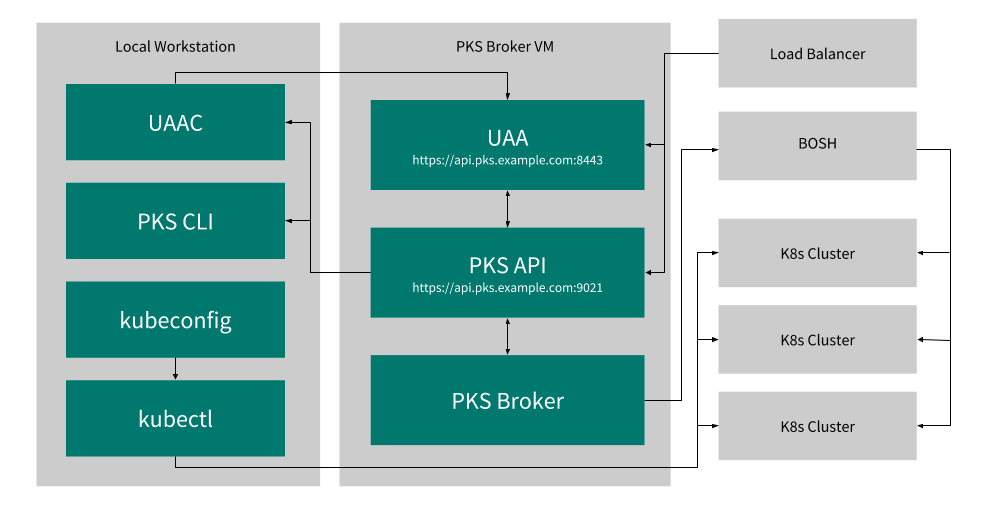 Local Workstation
UAAC
PKS CLI
kubeconfig
kubectl
PKS Broker VM
UAA
https://api.pks.example.com:8443
PKS API
https://api.pks.example.com:9021
PKS Broker
Load Balancer
BOSH
K8s Cluster
K8s Cluster
K8s Cluster